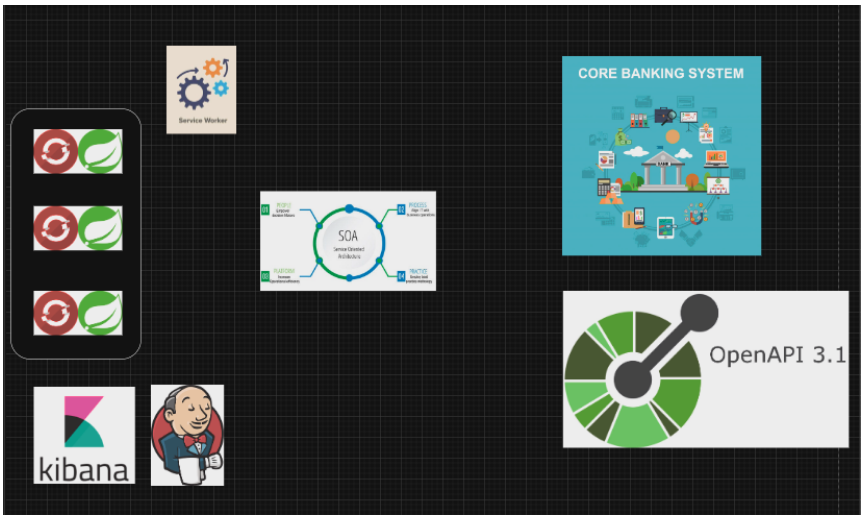 Service Worker
CORE BANKING SYSTEM
BANK
01
PEOPLE
02
PROCESS
SOA
Service Oriented
Architecture
03
PLATFORM
04
PRACTICE
OpenAPI 3.1
kibana